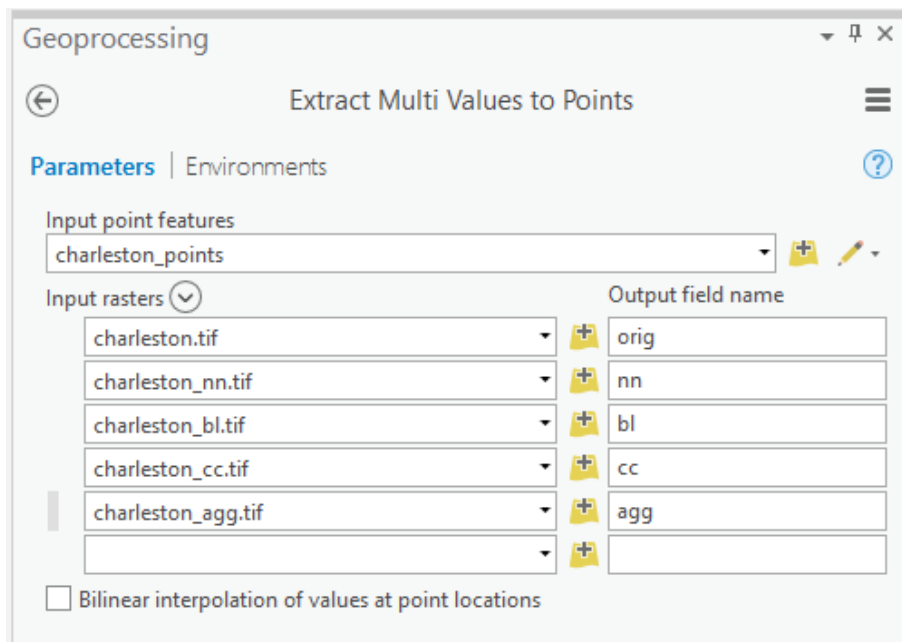 Geoprocessing
Extract Multi Values to Points
Parameters | Environments
Input point features
charleston_points
Input rasters Output field name
charleston.tif orig
charleston_nn.tif nn
charleston_bl.tif bl
charleston_cc.tif cc
charleston_agg.tif agg
Bilinear interpolation of values at point locations